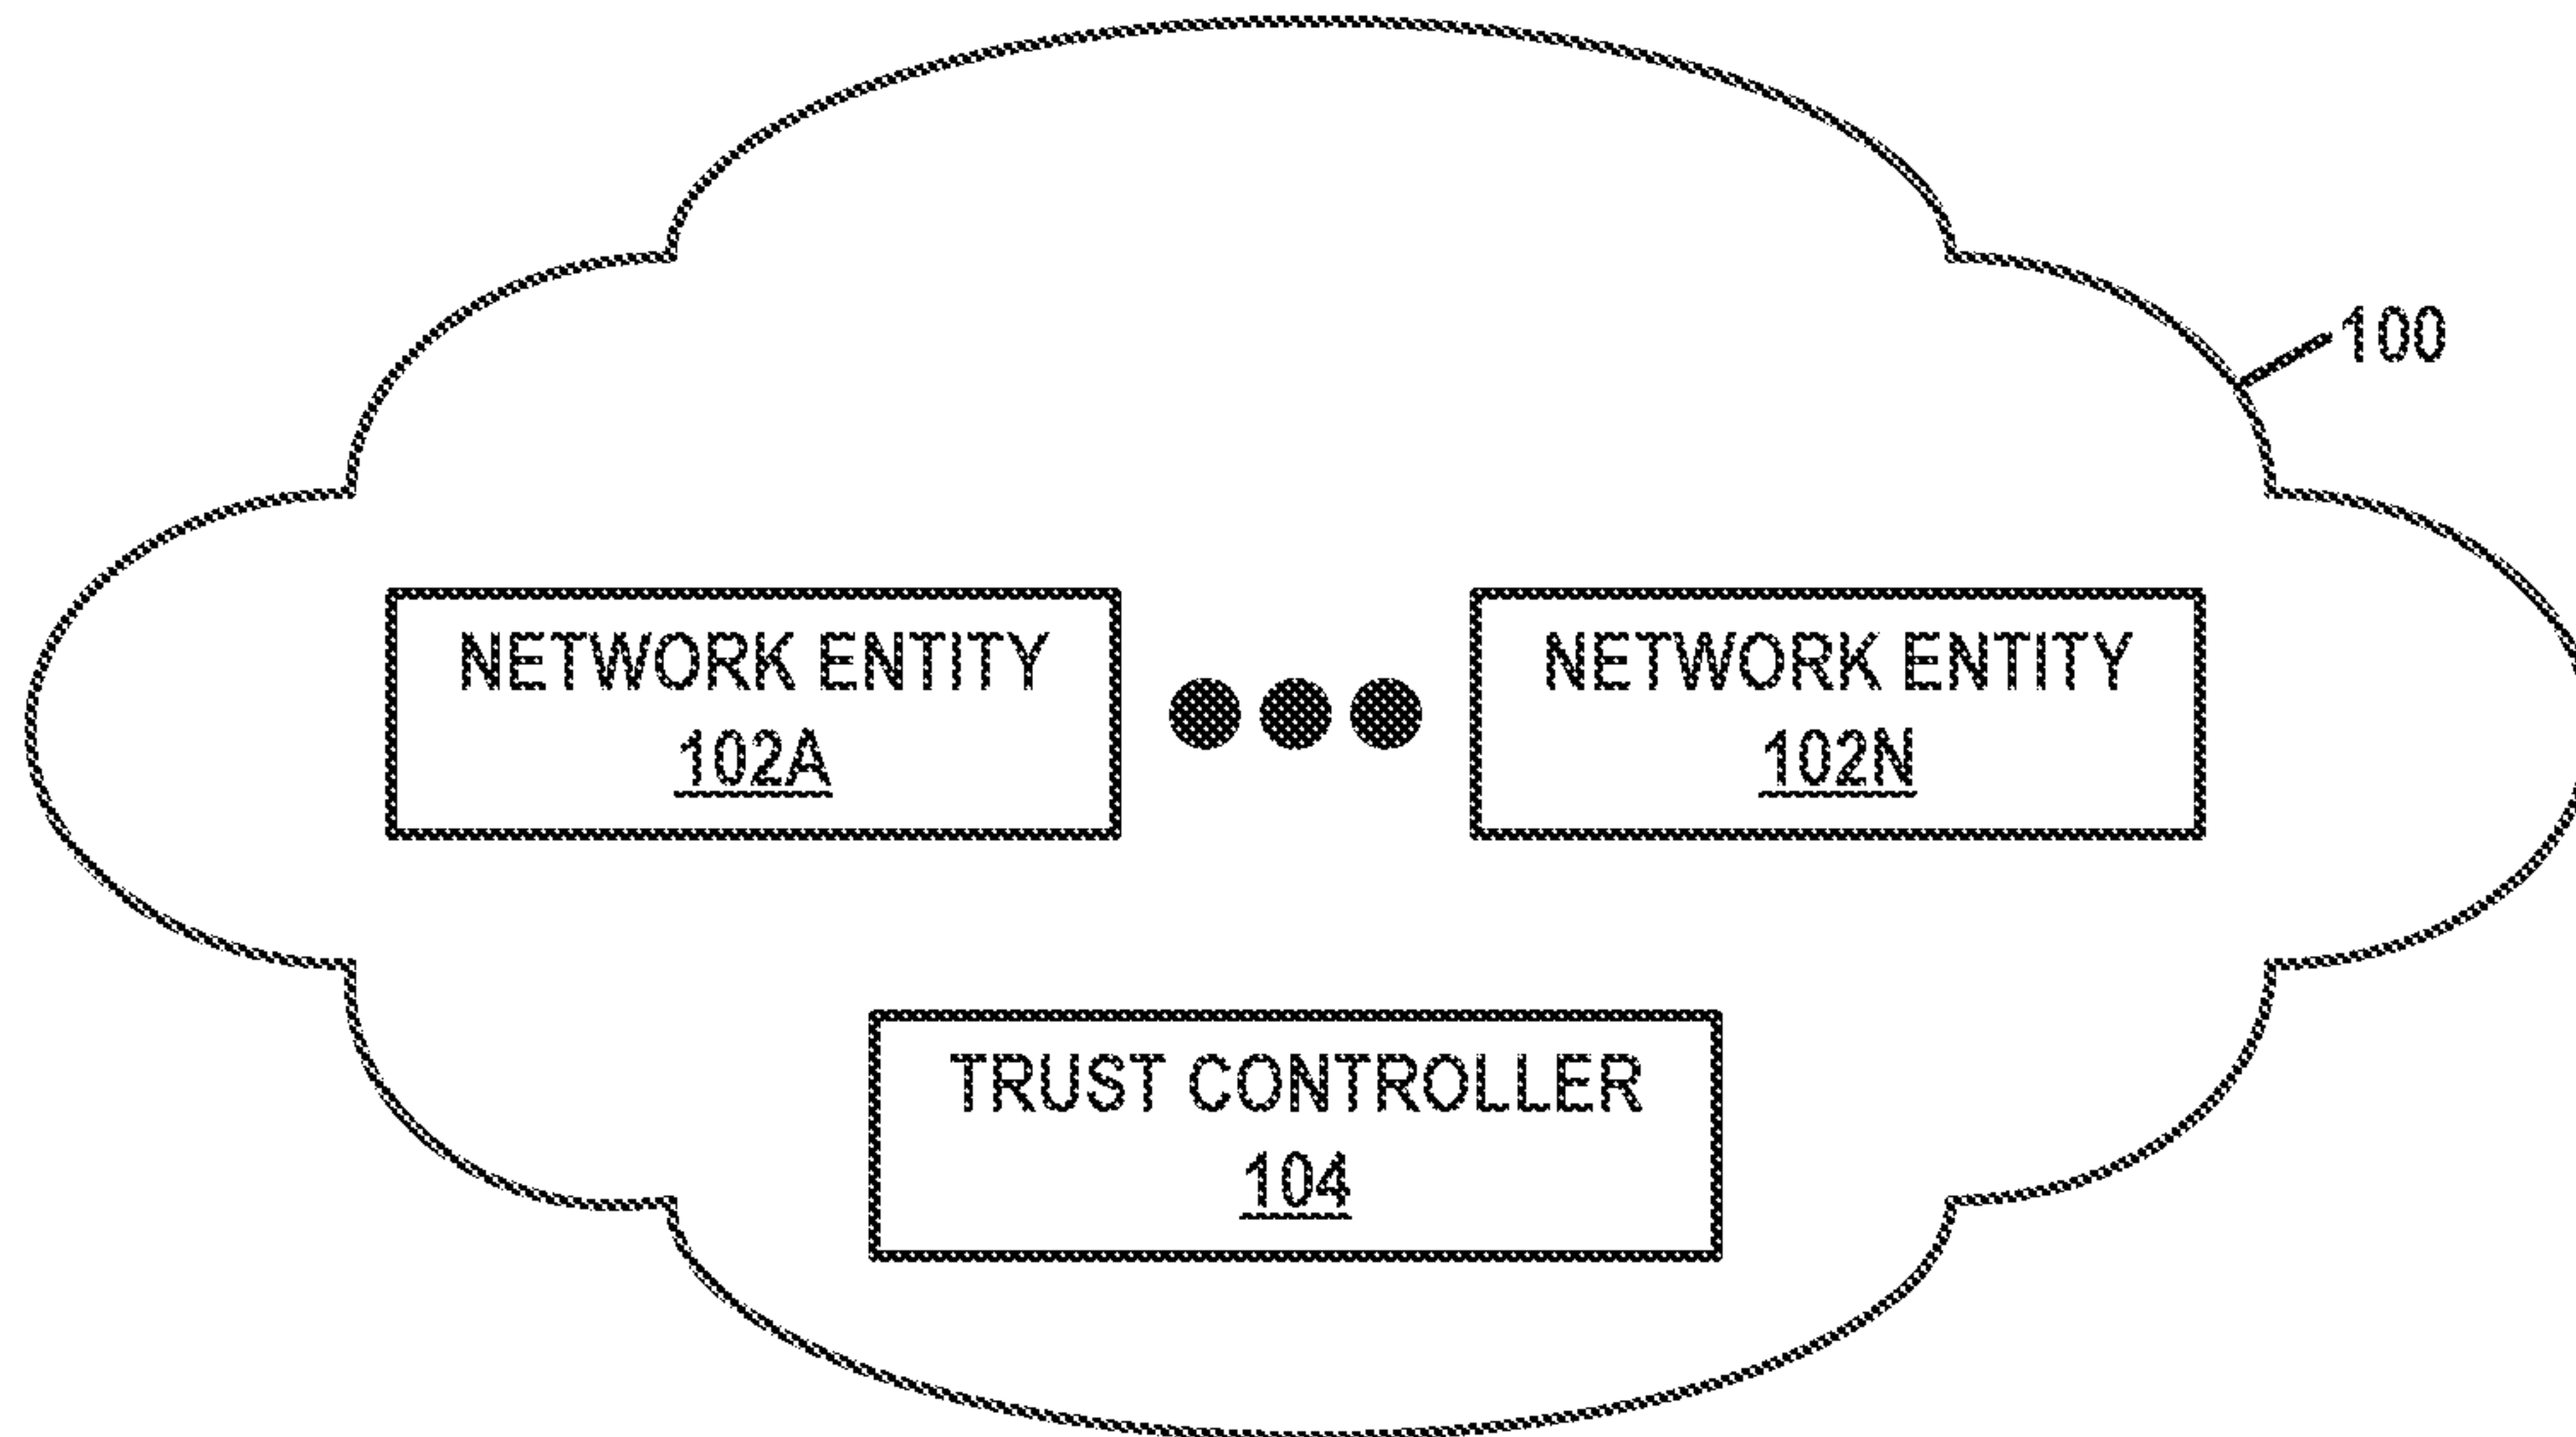 100
NETWORK ENTITY
102A
NETWORK ENTITY
102N
TRUST CONTROLLER
104